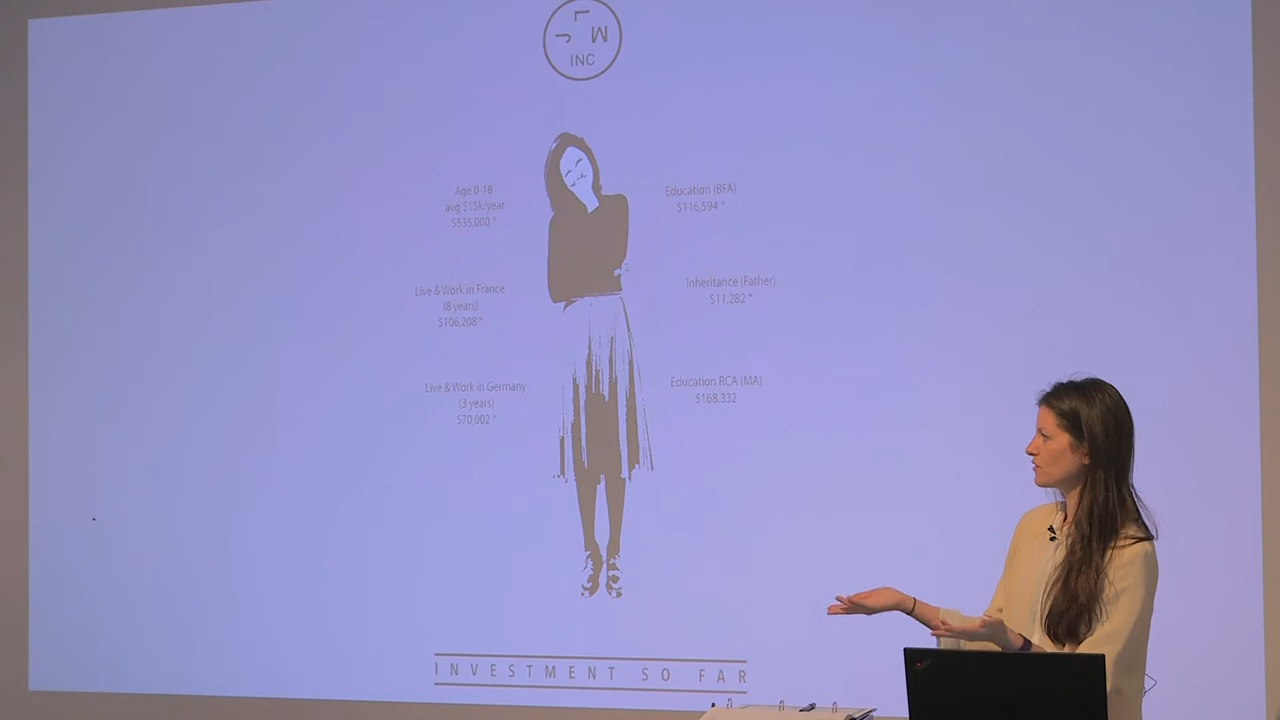 J L M
INC
Age 0-18
avg $15k/year
$535,000 *
Education (BFA)
$116,594 *
Live & Work in France
(8 years)
$106,208 *
Inheritance (Father)
$11,282 *
Live & Work in Germany
(3 years)
$70,002 *
Education RCA (MA)
$168,332
INVESTMENT SO FAR